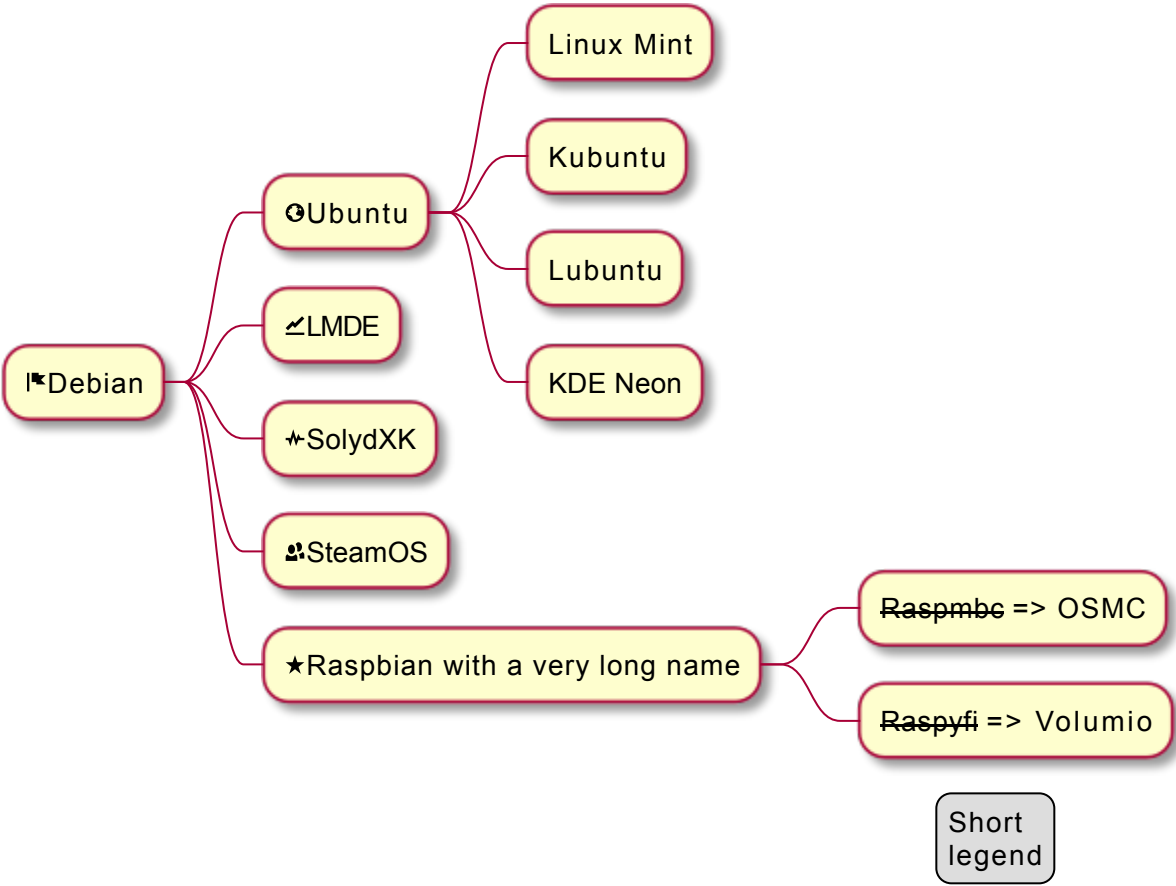 Linux Mint
Kubuntu
Ubuntu
Lubuntu
LMDE
Debian
KDE Neon
SolydXK
SteamOS
Raspmbc => OSMC
Raspbian with a very long name
Raspyfi => Volumio
Short
legend